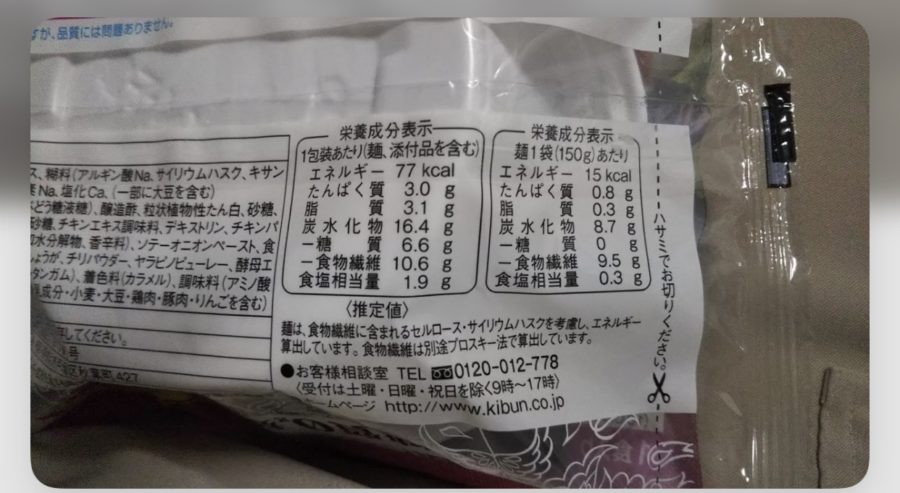 が、品質には問題ありません。
栄養成分表示
1包装あたり(麺、添付品を含む)
エネルギー 77 kcal
たんぱく質 3.0 g
脂質 3.1 g
炭水化物 16.4 g
―糖質 6.6 g
―食物繊維 10.6 g
食塩相当量 1.9 g
栄養成分表示
麺1袋(150g)あたり
エネルギー 15 kcal
たんぱく質 0.8 g
脂質 0.3 g
炭水化物 8.7 g
―糖質 0 g
―食物繊維 9.5 g
食塩相当量 0.3 g
〈推定値〉
麺は、食物繊維に含まれるセルロース・サイリウムハスクを考慮し、エネルギー
算出しています。食物繊維は別途プロスキー法で算出しています。
●お客様相談室 TEL 0120-012-778
〈受付は土曜・日曜・祝日を除く9時〜17時〉
ホームページ http://www.kibun.co.jp
ス、糊料(アルギン酸Na、サイリウムハスク、キサン
Na、塩化Ca、(一部に大豆を含む)
ぶどう糖液糖)、醸造酢、粒状植物性たん白、砂糖、
砂糖、チキンエキス調味料、デキストリン、チキンパ
水分解物、香辛料)、ソテーオニオンペースト、食
しょうが、チリパウダー、ハラピノピューレー、酵母エ
タンガム)、着色料(カラメル)、調味料(アミノ酸
乳成分・小麦・大豆・鶏肉・豚肉・りんごを含む)
してください。
号
427
ハサミでお切りください。